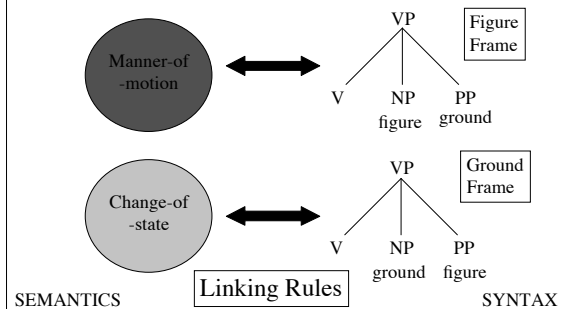 Manner-of
-motion
VP
Figure
Frame
V
NP
PP
figure
ground
Change-of
-state
VP
Ground
Frame
V
NP
PP
ground
figure
SEMANTICS
Linking Rules
SYNTAX